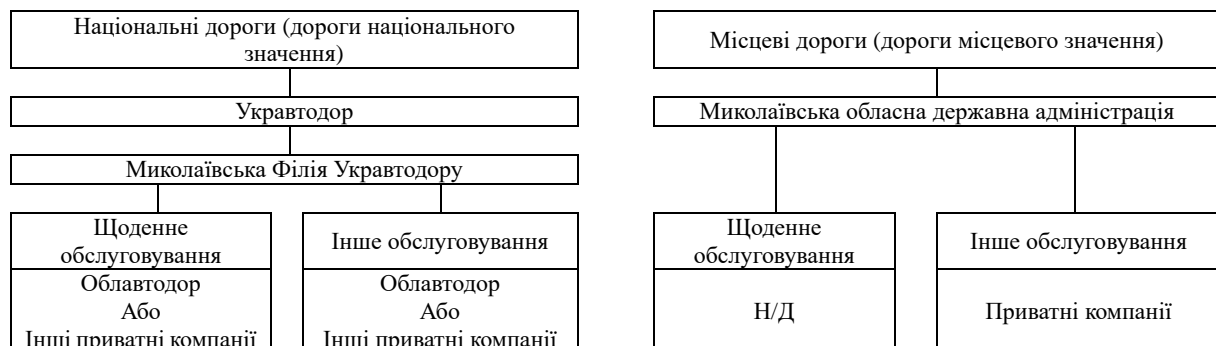 Національні дороги (дороги національного
значення)
Укравтодор
Миколаївська Філія Укравтодору
Щоденне
обслуговування
Облавтодор
Або
Інші приватні компанії
Інше обслуговування
Облавтодор
Або
Інші приватні компанії
Місцеві дороги (дороги місцевого значення)
Миколаївська обласна державна адміністрація
Щоденне
обслуговування
Н/Д
Інше обслуговування
Приватні компанії